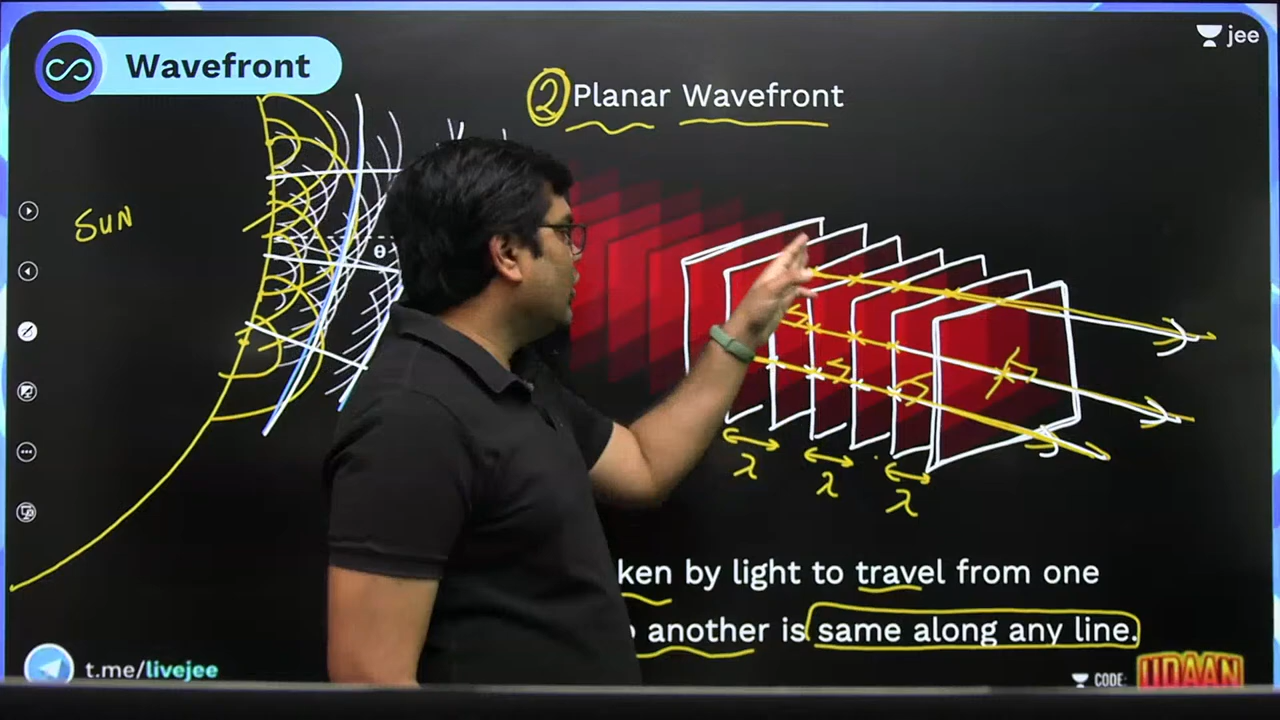 Wavefront
jee
2 Planar Wavefront
SUN
θ
λ
λ
λ
ken by light to travel from one
another is same along any line.
t.me/livejee
CODE:
UDAAN